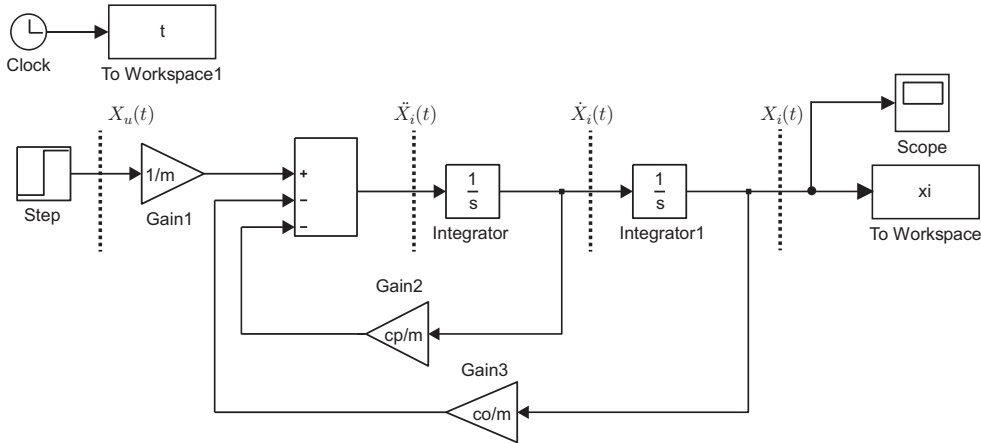 t
Clock
To Workspace1
X_u(t)
Ẍ_i(t)
Ẋ_i(t)
X_i(t)
Scope
Step
1/m
Gain1
+
−
−
1
s
Integrator
1
s
Integrator1
xi
To Workspace
Gain2
cp/m
Gain3
co/m